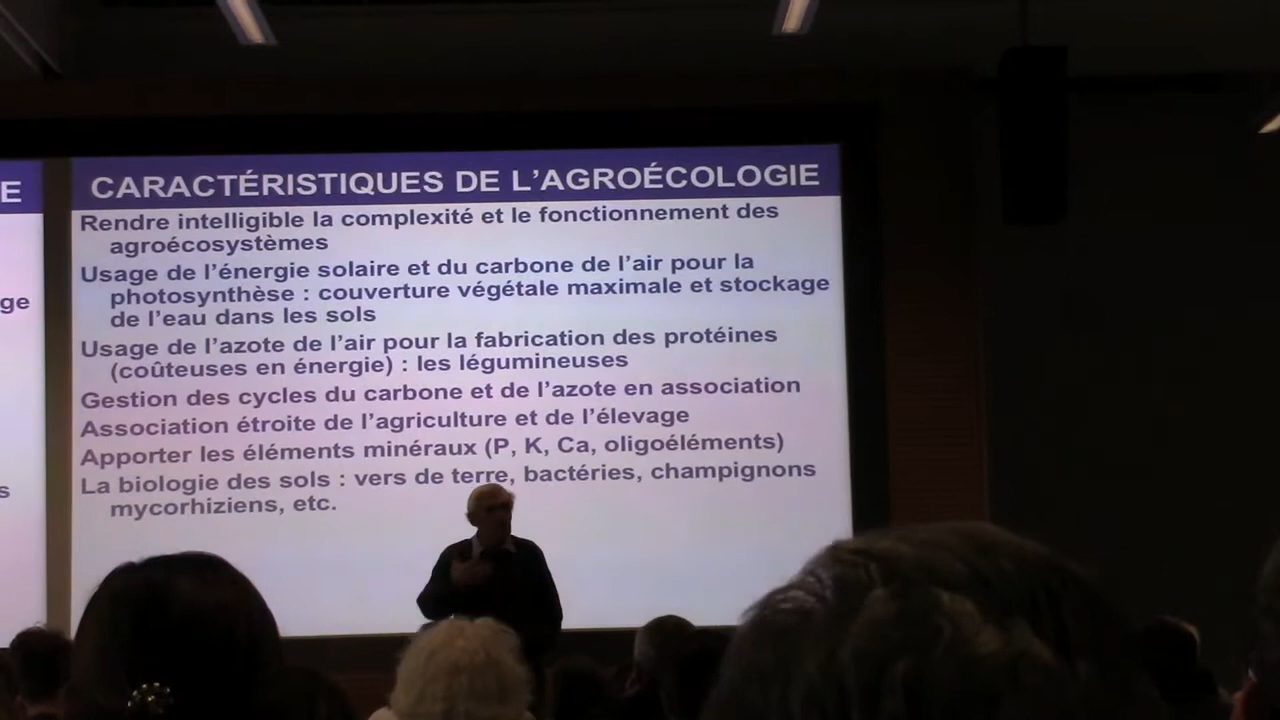 E
ge
s
CARACTÉRISTIQUES DE L'AGROÉCOLOGIE
Rendre intelligible la complexité et le fonctionnement des
agroécosystèmes
Usage de l'énergie solaire et du carbone de l'air pour la
photosynthèse : couverture végétale maximale et stockage
de l'eau dans les sols
Usage de l'azote de l'air pour la fabrication des protéines
(coûteuses en énergie) : les légumineuses
Gestion des cycles du carbone et de l'azote en association
Association étroite de l'agriculture et de l'élevage
Apporter les éléments minéraux (P, K, Ca, oligoéléments)
La biologie des sols : vers de terre, bactéries, champignons
mycorhiziens, etc.